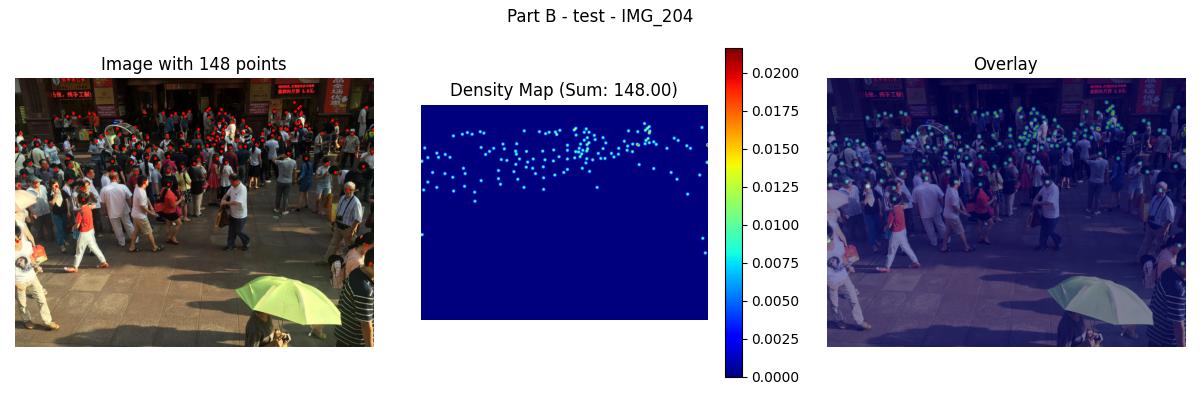 Part B - test - IMG_204
Image with 148 points
Density Map (Sum: 148.00)
Overlay
0.0200
0.0175
0.0150
0.0125
0.0100
0.0075
0.0050
0.0025
0.0000